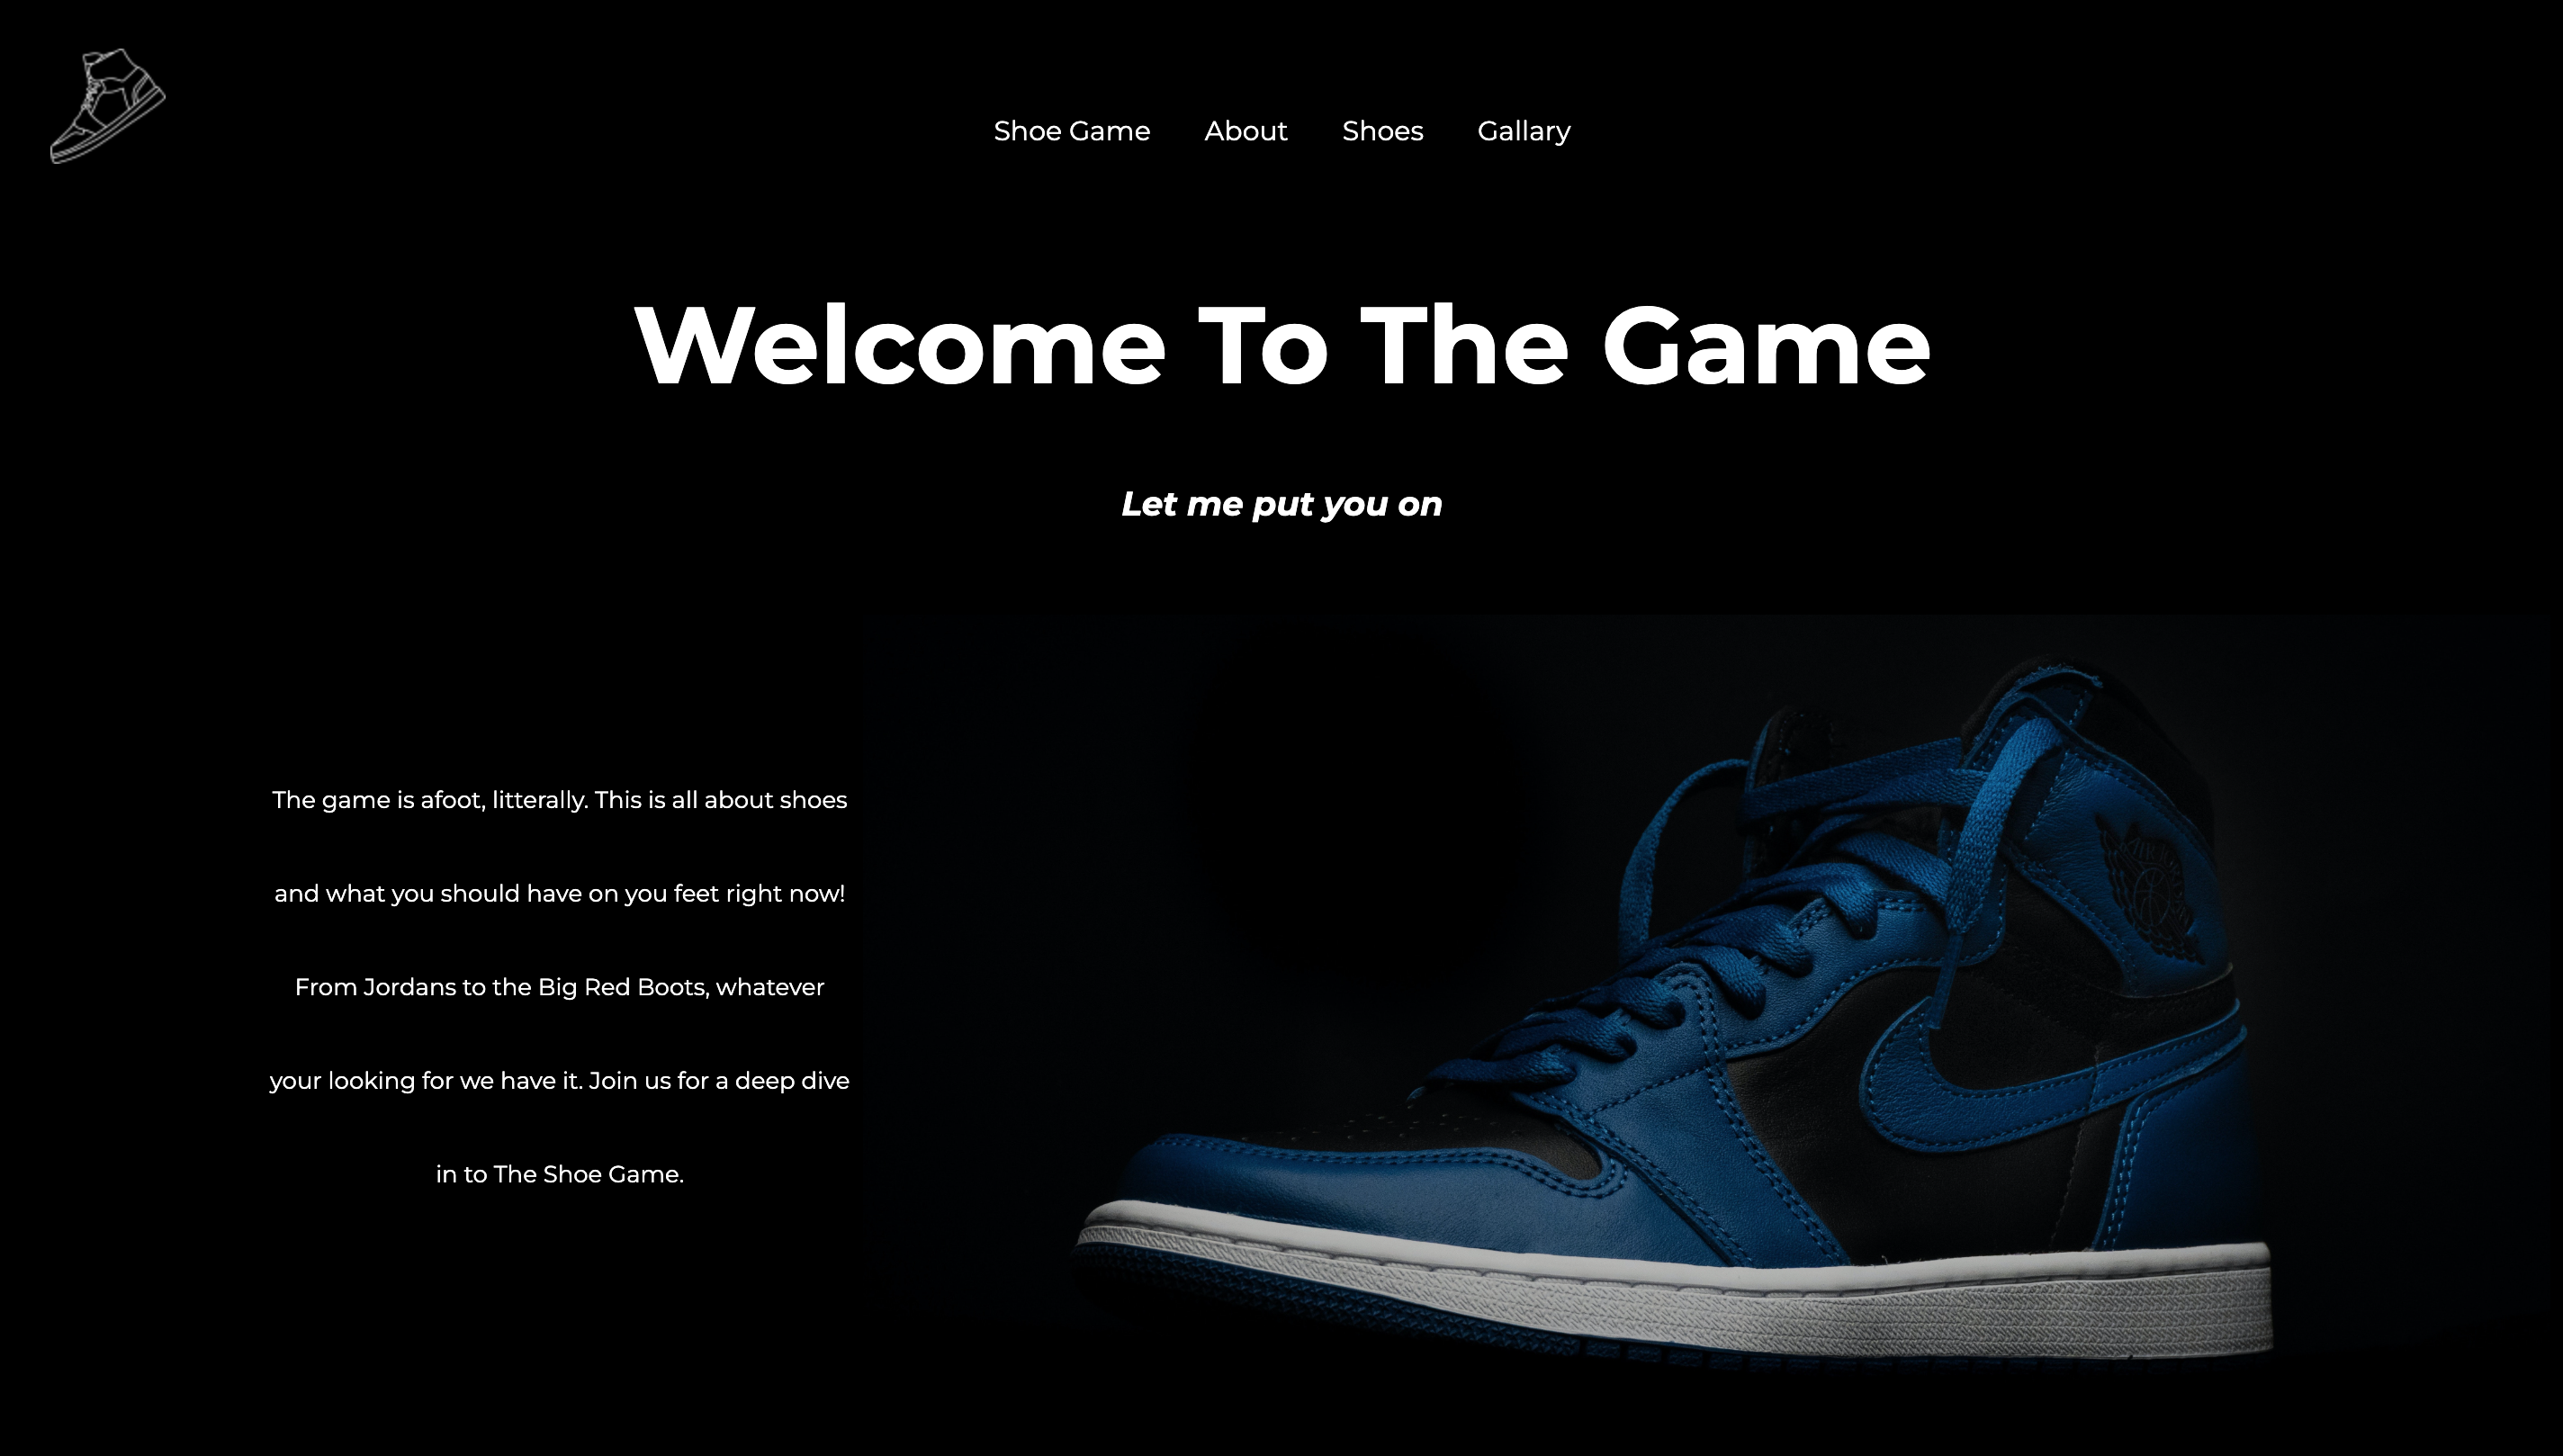 Shoe Game About Shoes Gallary
Welcome To The Game
Let me put you on
The game is afoot, litterally. This is all about shoes
and what you should have on you feet right now!
From Jordans to the Big Red Boots, whatever
your looking for we have it. Join us for a deep dive
in to The Shoe Game.